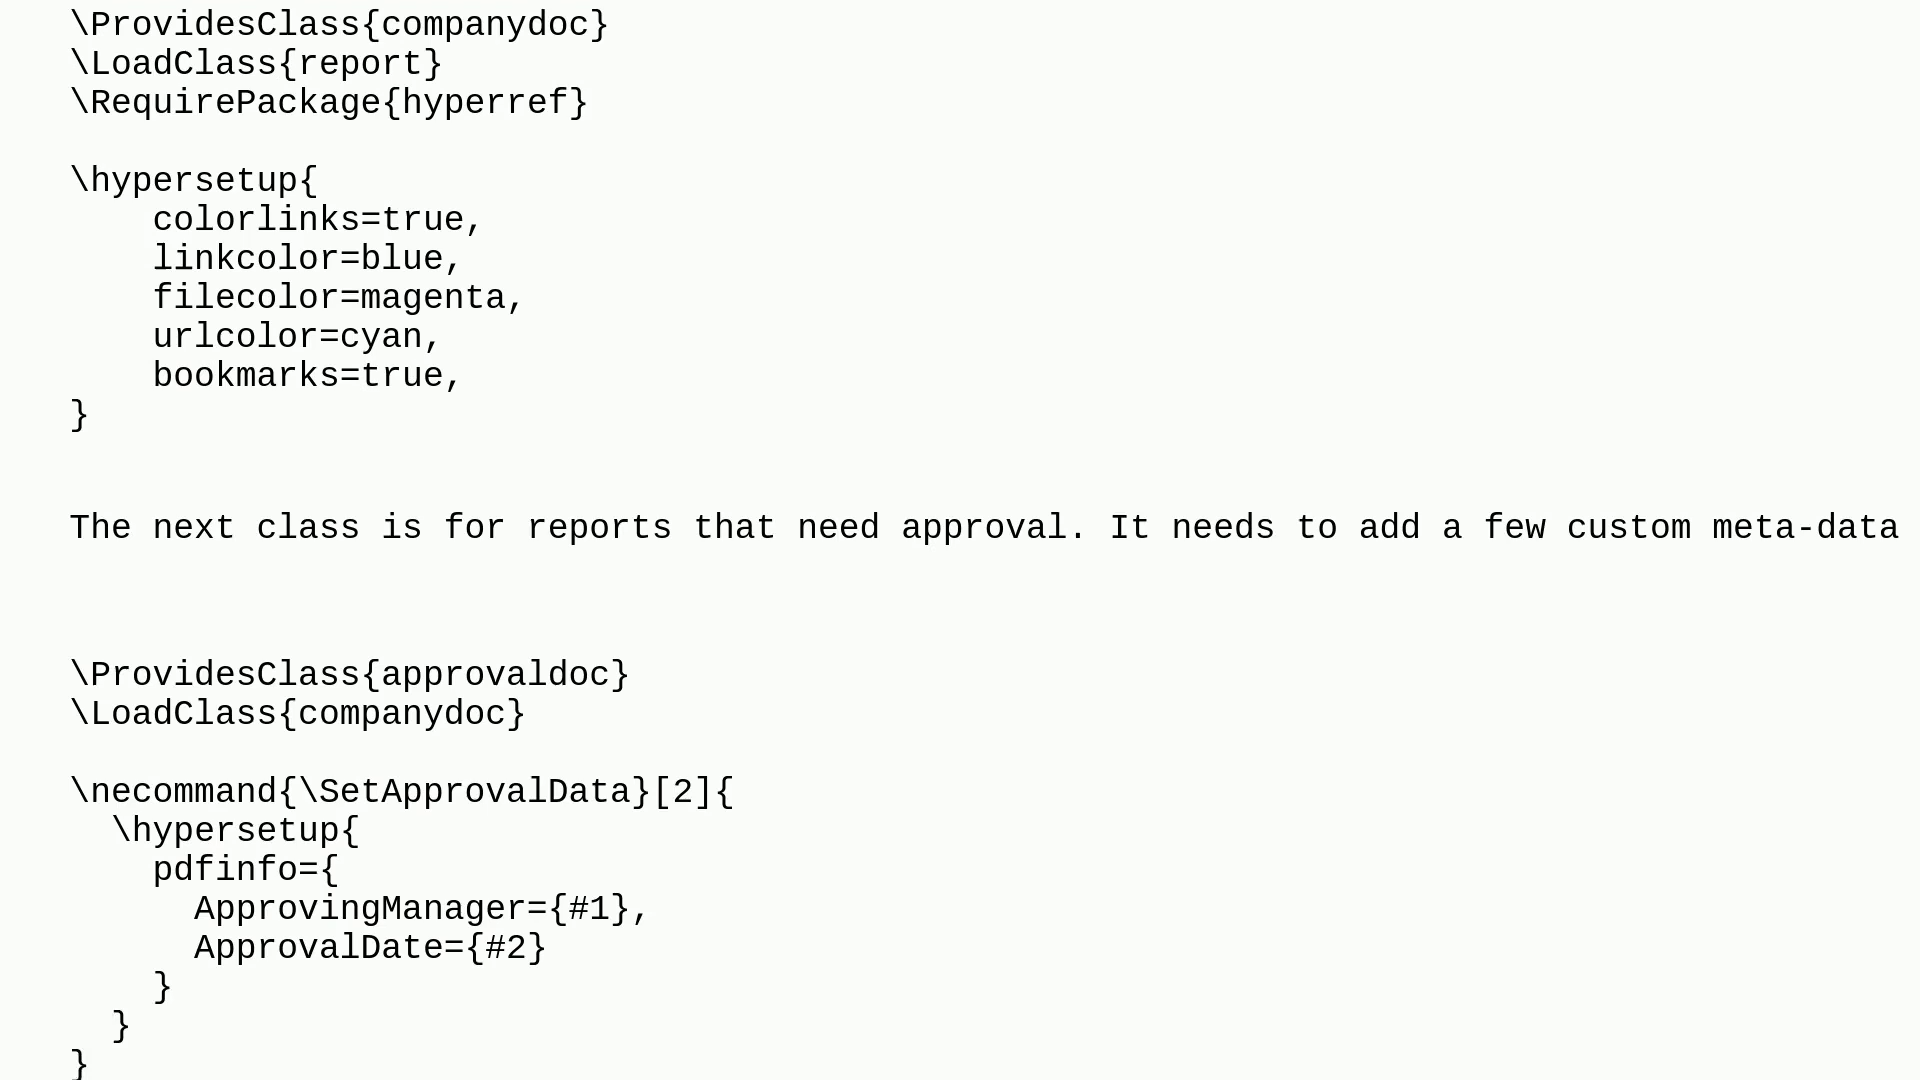 \ProvidesClass{companydoc}
\LoadClass{report}
\RequirePackage{hyperref}
\hypersetup{
    colorlinks=true,
    linkcolor=blue,
    filecolor=magenta,
    urlcolor=cyan,
    bookmarks=true,
}
The next class is for reports that need approval. It needs to add a few custom meta-data
\ProvidesClass{approvaldoc}
\LoadClass{companydoc}
\necommand{\SetApprovalData}[2]{
  \hypersetup{
    pdfinfo={
      ApprovingManager={#1},
      ApprovalDate={#2}
    }
  }
}